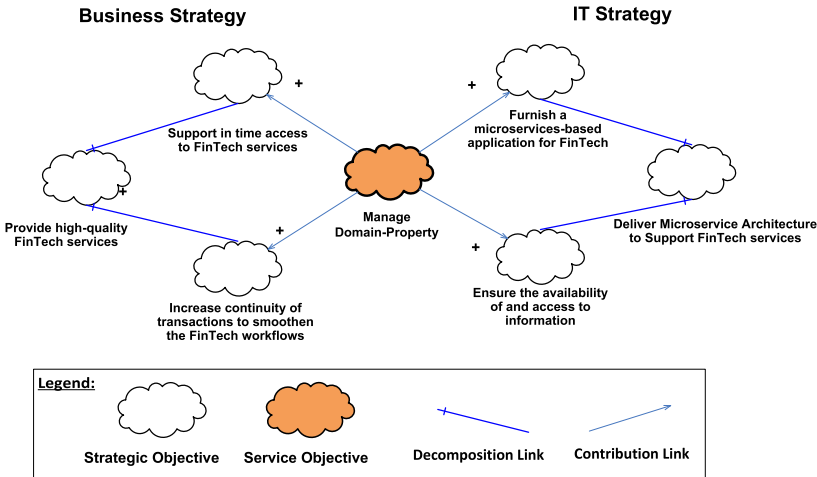 Business Strategy
IT Strategy
+
+
Support in time access
to FinTech services
Furnish a
microservices-based
application for FinTech
+
Provide high-quality
FinTech services
Manage
Domain-Property
Deliver Microservice Architecture
to Support FinTech services
+
+
Increase continuity of
transactions to smoothen
the FinTech workflows
Ensure the availability
of and access to
information
Legend:
Strategic Objective
Service Objective
Decomposition Link
Contribution Link